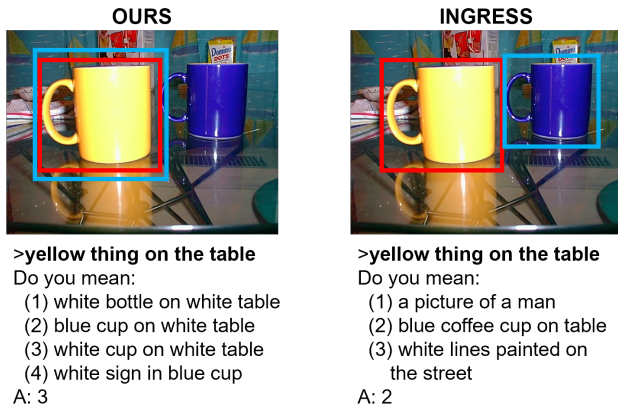 OURS
>yellow thing on the table
Do you mean:
(1) white bottle on white table
(2) blue cup on white table
(3) white cup on white table
(4) white sign in blue cup
A: 3
INGRESS
>yellow thing on the table
Do you mean:
(1) a picture of a man
(2) blue coffee cup on table
(3) white lines painted on
the street
A: 2
Domino
DOTS
Domino
DOTS